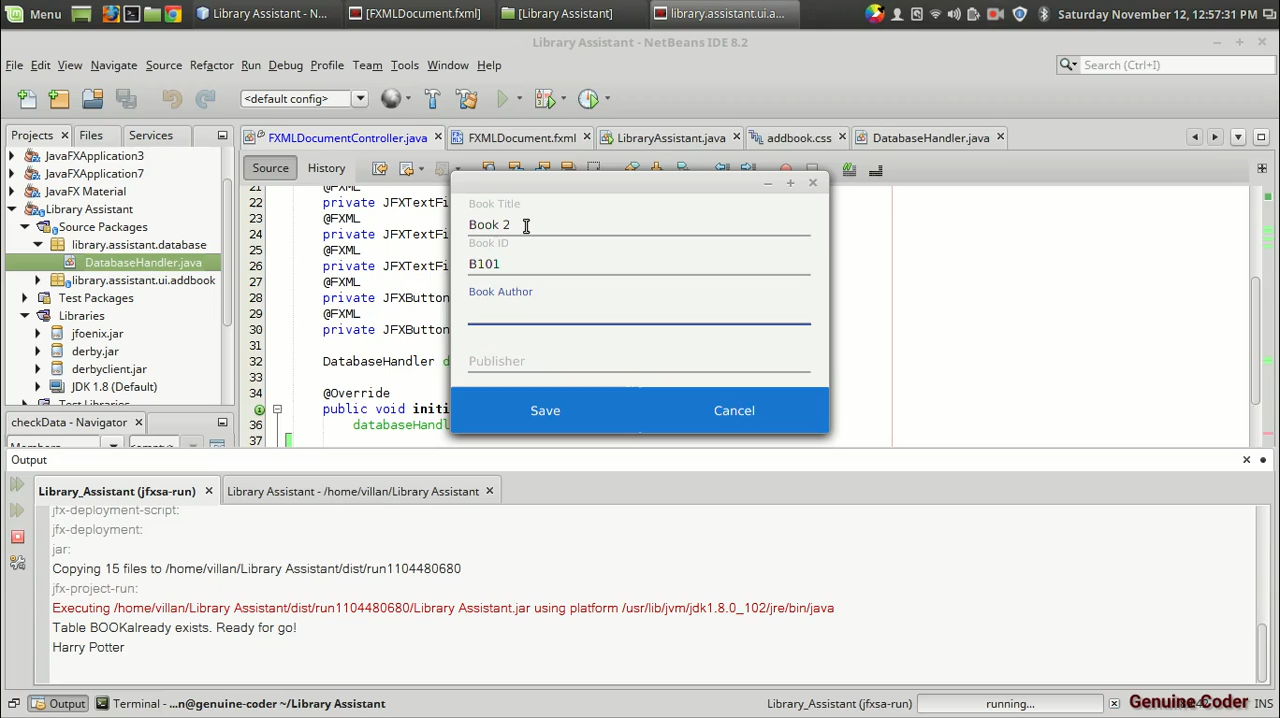 Menu
Library Assistant - N...
[FXMLDocument.fxml]
[Library Assistant]
library.assistant.ui.a...
Saturday November 12, 12:57:31 PM
Library Assistant - NetBeans IDE 8.2
File Edit View Navigate Source Refactor Run Debug Profile Team Tools Window Help
Search (Ctrl+I)
<default config>
Projects Files Services
FXMLDocumentController.java FXMLDocument.fxml LibraryAssistant.java addbook.css DatabaseHandler.java
Source History
JavaFXApplication3
JavaFXApplication7
JavaFX Material
Library Assistant
Source Packages
library.assistant.database
DatabaseHandler.java
library.assistant.ui.addbook
Test Packages
Libraries
jfoenix.jar
derby.jar
derbyclient.jar
JDK 1.8 (Default)
Test Libraries
checkData - Navigator
Members <empty>
21 @FXML
22 private JFXTextFi
23 @FXML
24 private JFXTextFi
25 @FXML
26 private JFXTextFi
27 @FXML
28 private JFXButton
29 @FXML
30 private JFXButton
31
32 DatabaseHandler d
33
34 @Override
public void initi
36 databaseHandl
37
Book Title
Book 2
Book ID
B101
Book Author
Publisher
Save Cancel
Output
Library_Assistant (jfxsa-run) Library Assistant - /home/villan/Library Assistant
jfx-deployment-script:
jfx-deployment:
jar:
Copying 15 files to /home/villan/Library Assistant/dist/run1104480680
jfx-project-run:
Executing /home/villan/Library Assistant/dist/run1104480680/Library Assistant.jar using platform /usr/lib/jvm/jdk1.8.0_102/jre/bin/java
Table BOOKalready exists. Ready for go!
Harry Potter
Output Terminal - ...n@genuine-coder ~/Library Assistant
Library_Assistant (jfxsa-run) running...
Genuine Coder
INS